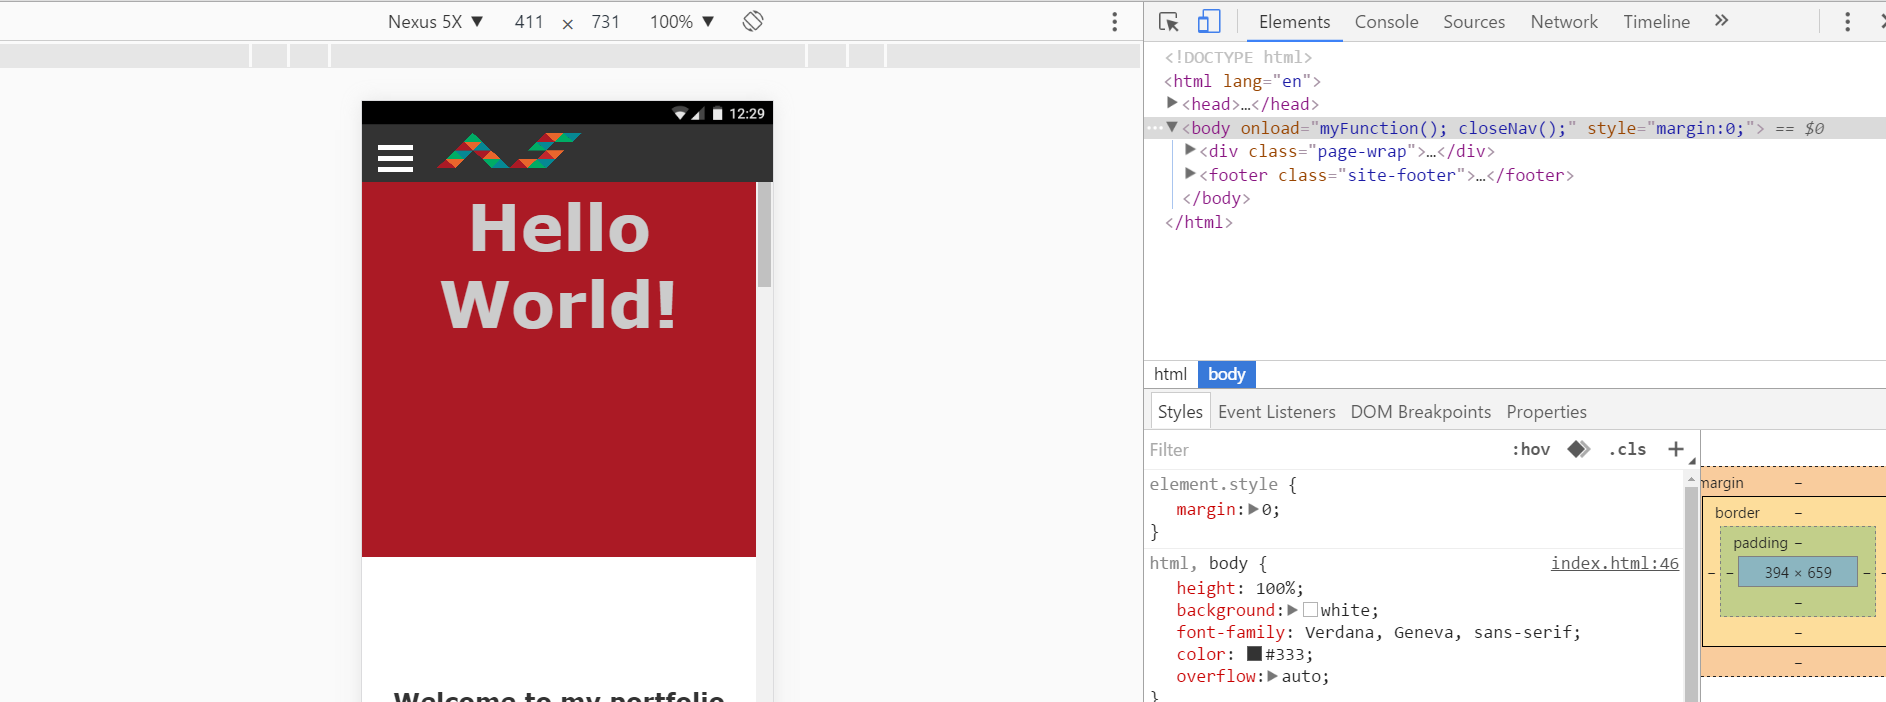 Nexus 5X ▼ 411 × 731 100% ▼
12:29
Hello
World!
Welcome to my portfolio
Elements Console Sources Network Timeline »
<!DOCTYPE html>
<html lang="en">
▶<head>…</head>
…▼<body onload="myFunction(); closeNav();" style="margin:0;"> == $0
▶<div class="page-wrap">…</div>
▶<footer class="site-footer">…</footer>
</body>
</html>
html body
Styles Event Listeners DOM Breakpoints Properties
Filter :hov .cls +
element.style {
margin:▶0;
}
html, body { index.html:46
height: 100%;
background:▶white;
font-family: Verdana, Geneva, sans-serif;
color: #333;
overflow:▶auto;
}
margin –
border –
padding –
– – 394 × 659 – –
–
–
–